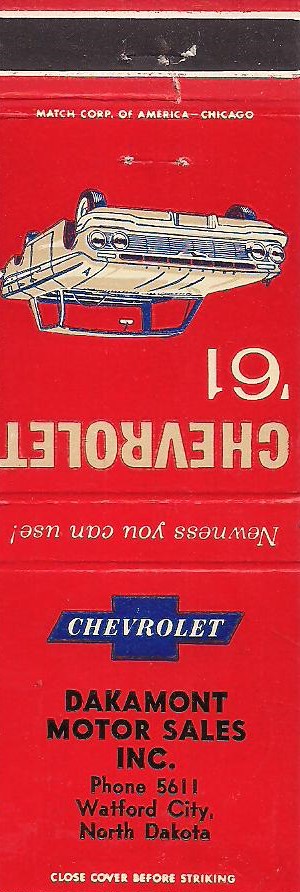 MATCH CORP. OF AMERICA—CHICAGO
'61
CHEVROLET
Newness you can use!
CHEVROLET
DAKAMONT
MOTOR SALES
INC.
Phone 5611
Watford City,
North Dakota
CLOSE COVER BEFORE STRIKING